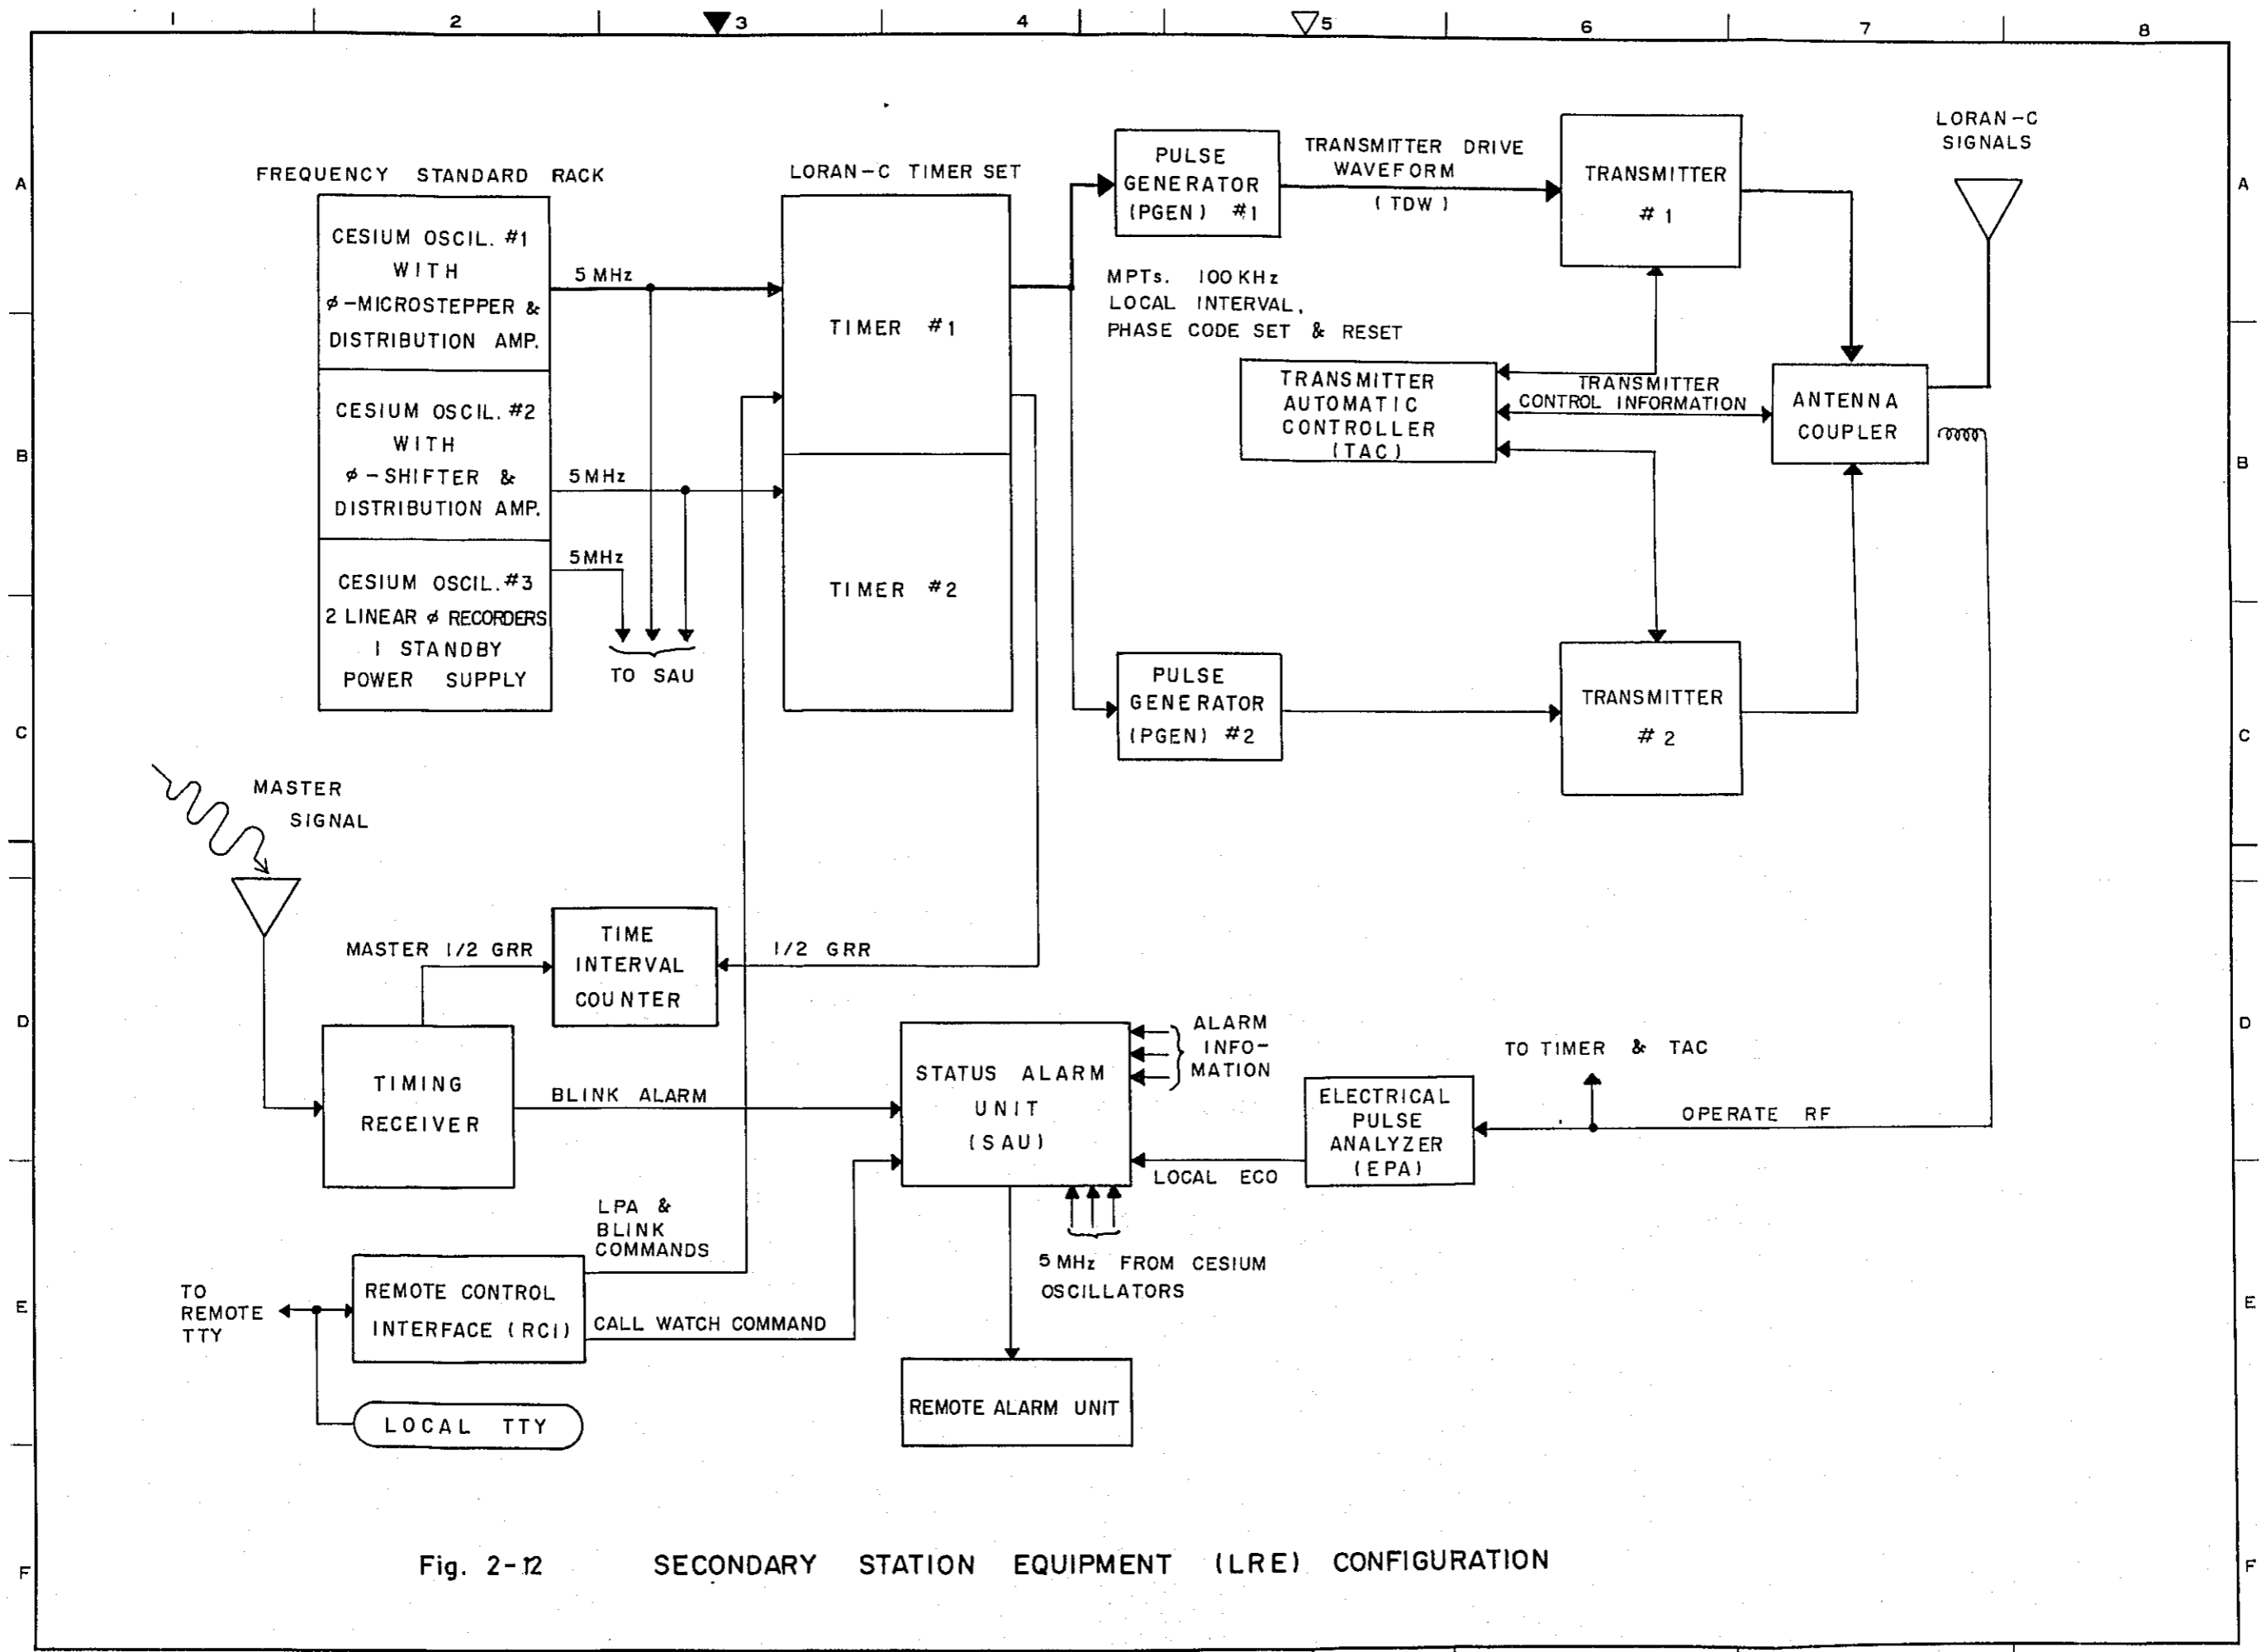 1 2 3 4 5 6 7 8
A
B
C
D
E
F
A
B
C
D
E
F
FREQUENCY STANDARD RACK
CESIUM OSCIL. #1
WITH
ø-MICROSTEPPER &
DISTRIBUTION AMP.
CESIUM OSCIL. #2
WITH
ø-SHIFTER &
DISTRIBUTION AMP.
CESIUM OSCIL. #3
2 LINEAR ø RECORDERS
1 STANDBY
POWER SUPPLY
5 MHz
5 MHz
5MHz
TO SAU
LORAN-C TIMER SET
TIMER #1
TIMER #2
PULSE
GENERATOR
(PGEN) #1
TRANSMITTER DRIVE
WAVEFORM
(TDW)
TRANSMITTER
# 1
LORAN-C
SIGNALS
MPTs. 100KHz
LOCAL INTERVAL,
PHASE CODE SET & RESET
TRANSMITTER
AUTOMATIC
CONTROLLER
(TAC)
TRANSMITTER
CONTROL INFORMATION
ANTENNA
COUPLER
PULSE
GENERATOR
(PGEN) #2
TRANSMITTER
# 2
MASTER
SIGNAL
MASTER 1/2 GRR
TIME
INTERVAL
COUNTER
1/2 GRR
TIMING
RECEIVER
BLINK ALARM
STATUS ALARM
UNIT
(SAU)
ALARM
INFO-
MATION
TO TIMER & TAC
ELECTRICAL
PULSE
ANALYZER
(EPA)
OPERATE RF
LOCAL ECO
5 MHz FROM CESIUM
OSCILLATORS
LPA &
BLINK
COMMANDS
TO
REMOTE
TTY
REMOTE CONTROL
INTERFACE (RCI)
CALL WATCH COMMAND
LOCAL TTY
REMOTE ALARM UNIT
Fig. 2-12 SECONDARY STATION EQUIPMENT (LRE) CONFIGURATION